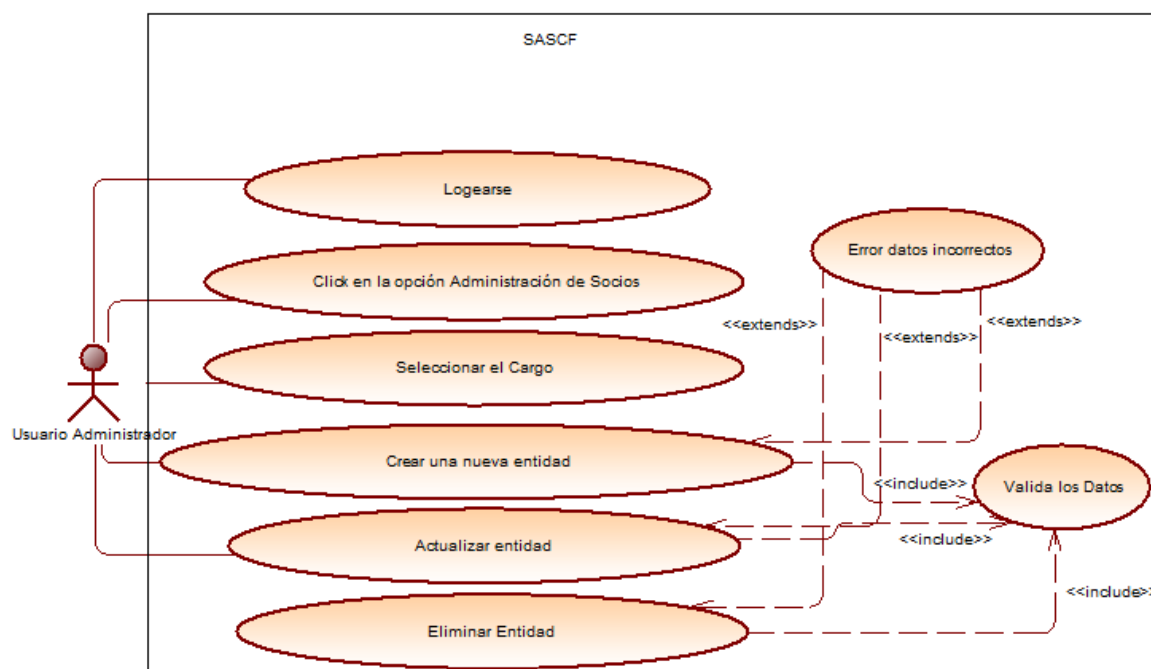 SASCF
Logearse
Error datos incorrectos
Click en la opción Administración de Socios
<<extends>>
<<extends>>
<<extends>>
Seleccionar el Cargo
Usuario Administrador
Crear una nueva entidad
<<include>>
Valida los Datos
Actualizar entidad
<<include>>
<<include>>
Eliminar Entidad